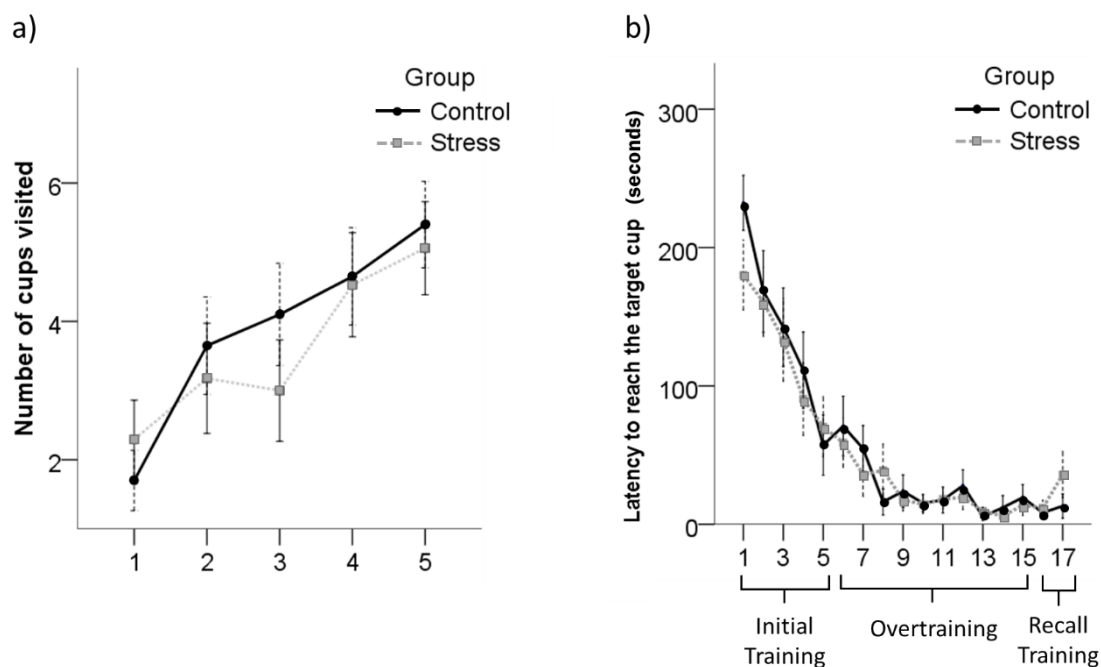 a)
Group
Control
Stress
Number of cups visited
6
4
2
1 2 3 4 5
b)
Group
Control
Stress
Latency to reach the target cup (seconds)
300
200
100
0
1 3 5 7 9 11 13 15 17
Initial
Training
Overtraining
Recall
Training